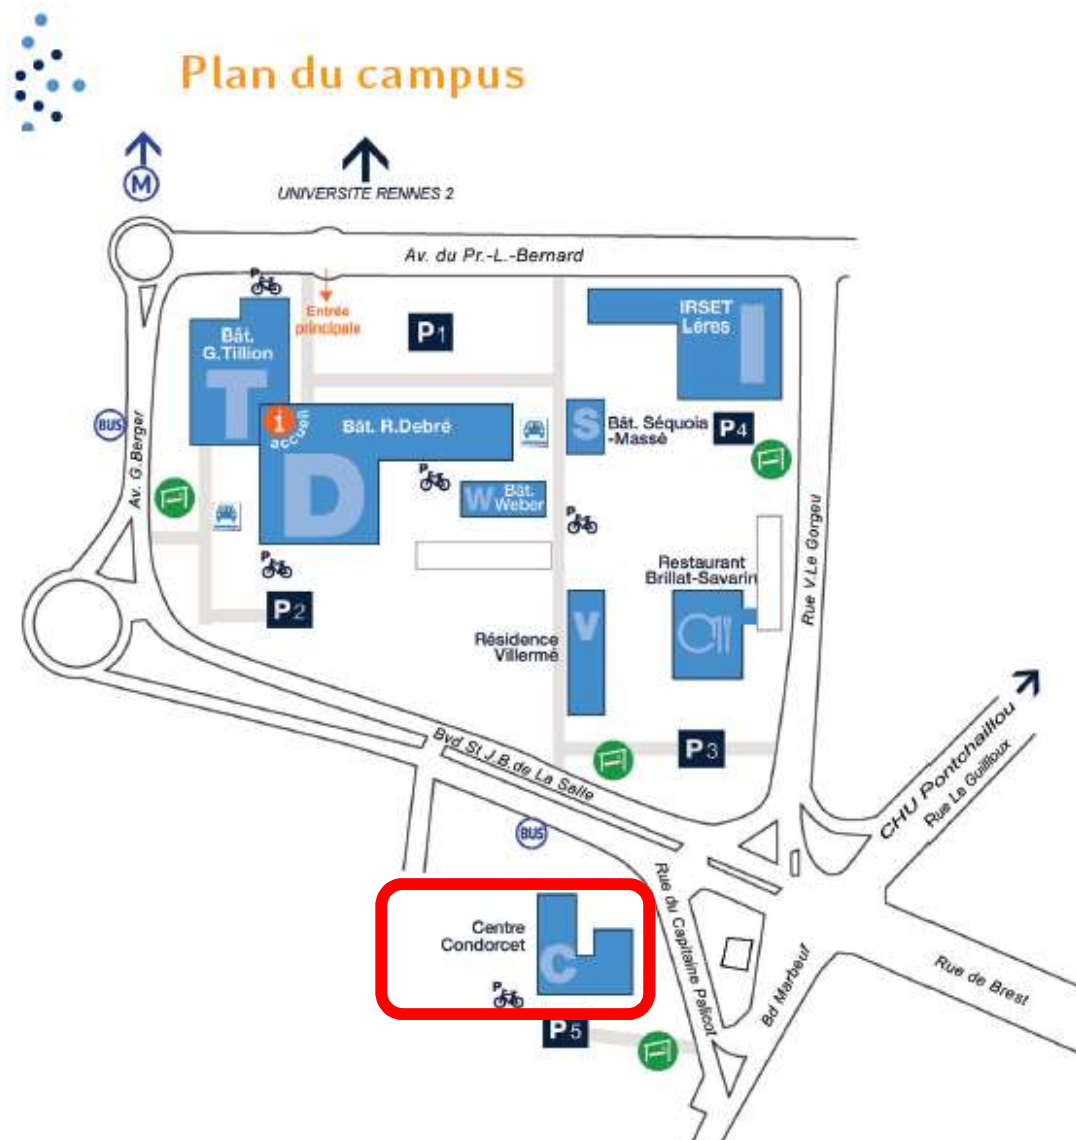 Plan du campus
M
UNIVERSITE RENNES 2
Av. du Pr.-L.-Bernard
P
Entrée
principale
P1
IRSET
Léres
I
Bât.
G.Tillion
T
BUS
Av. G.Berger
i
accueil
Bât. R.Debré
D
S
Bât. Séquoia
-Massé
P4
P
W
Bât.
Weber
P
P
P2
Restaurant
Brillat-Savarin
Rue V.Le Gorgeu
V
Résidence
Villermé
P3
Bvd St J.B.de La Salle
CHU Pontchaillou
Rue Le Guilloux
BUS
Rue du Capitaine Palicot
Centre
Condorcet
C
P
P5
Bd Marbeuf
Rue de Brest